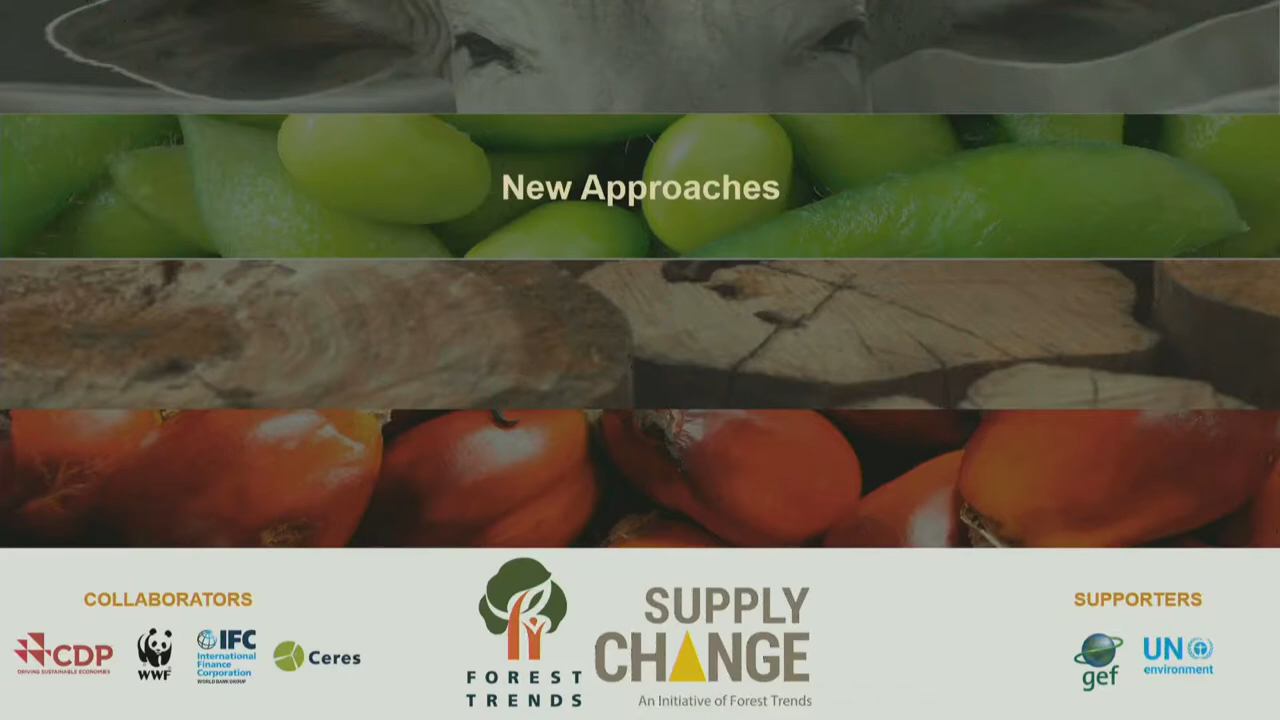 New Approaches
COLLABORATORS
CDP
DRIVING SUSTAINABLE ECONOMIES
WWF
IFC
International
Finance
Corporation
WORLD BANK GROUP
Ceres
FOREST
TRENDS
SUPPLY
CHANGE
An Initiative of Forest Trends
SUPPORTERS
gef
UN
environment